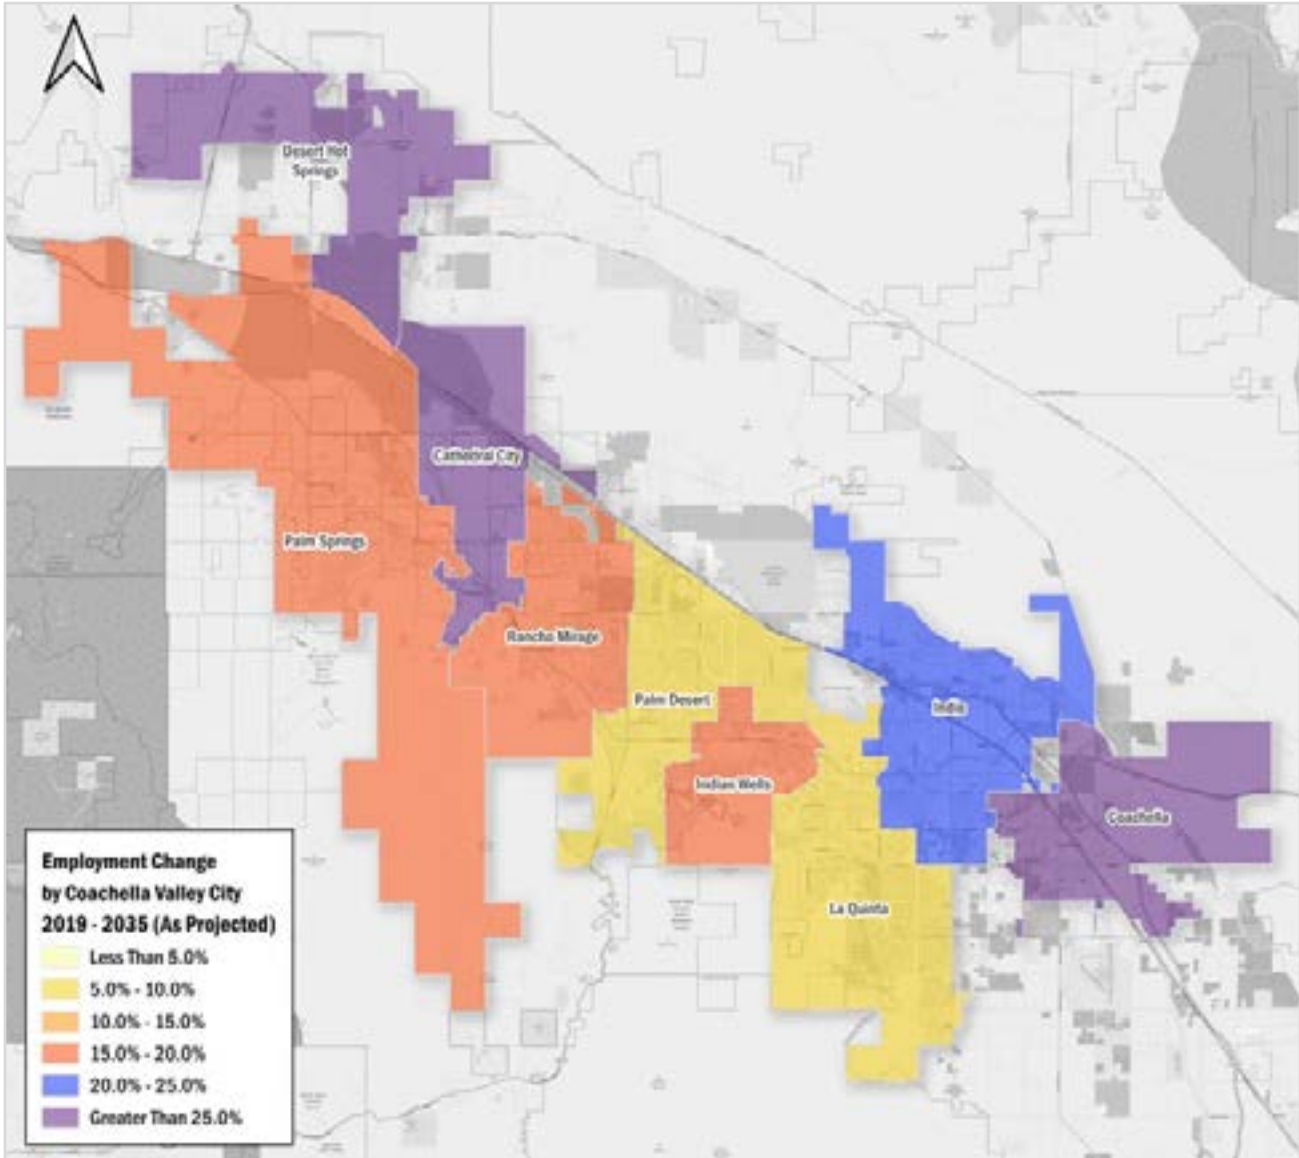 Desert Hot
Springs
Cathedral City
Palm Springs
Rancho Mirage
Palm Desert
Indio
Indian Wells
Coachella
La Quinta
Employment Change
by Coachella Valley City
2019 - 2035 (As Projected)
Less Than 5.0%
5.0% - 10.0%
10.0% - 15.0%
15.0% - 20.0%
20.0% - 25.0%
Greater Than 25.0%